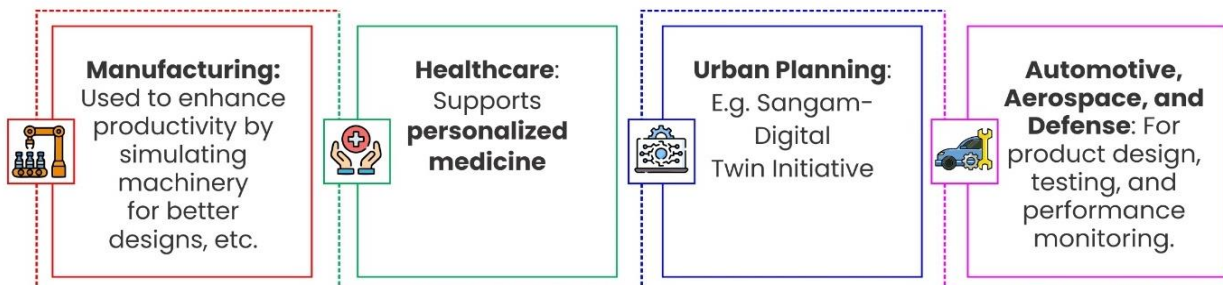 Manufacturing:
Used to enhance
productivity by
simulating
machinery
for better
designs, etc.
Healthcare:
Supports
personalized
medicine
Urban Planning:
E.g. Sangam-
Digital
Twin Initiative
Automotive,
Aerospace, and
Defense: For
product design,
testing, and
performance
monitoring.